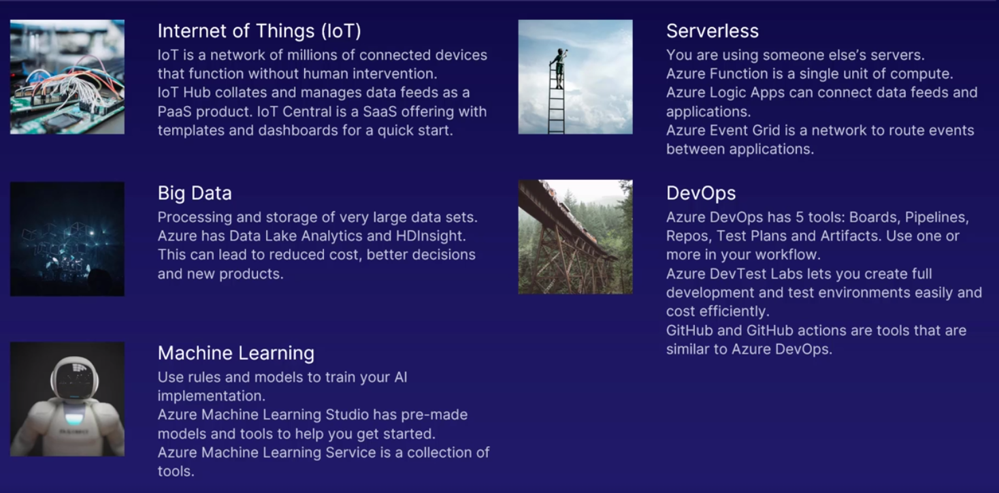 Internet of Things (IoT)
IoT is a network of millions of connected devices
that function without human intervention.
IoT Hub collates and manages data feeds as a
PaaS product. IoT Central is a SaaS offering with
templates and dashboards for a quick start.
Big Data
Processing and storage of very large data sets.
Azure has Data Lake Analytics and HDInsight.
This can lead to reduced cost, better decisions
and new products.
Machine Learning
Use rules and models to train your AI
implementation.
Azure Machine Learning Studio has pre-made
models and tools to help you get started.
Azure Machine Learning Service is a collection of
tools.
Serverless
You are using someone else’s servers.
Azure Function is a single unit of compute.
Azure Logic Apps can connect data feeds and
applications.
Azure Event Grid is a network to route events
between applications.
DevOps
Azure DevOps has 5 tools: Boards, Pipelines,
Repos, Test Plans and Artifacts. Use one or
more in your workflow.
Azure DevTest Labs lets you create full
development and test environments easily and
cost efficiently.
GitHub and GitHub actions are tools that are
similar to Azure DevOps.